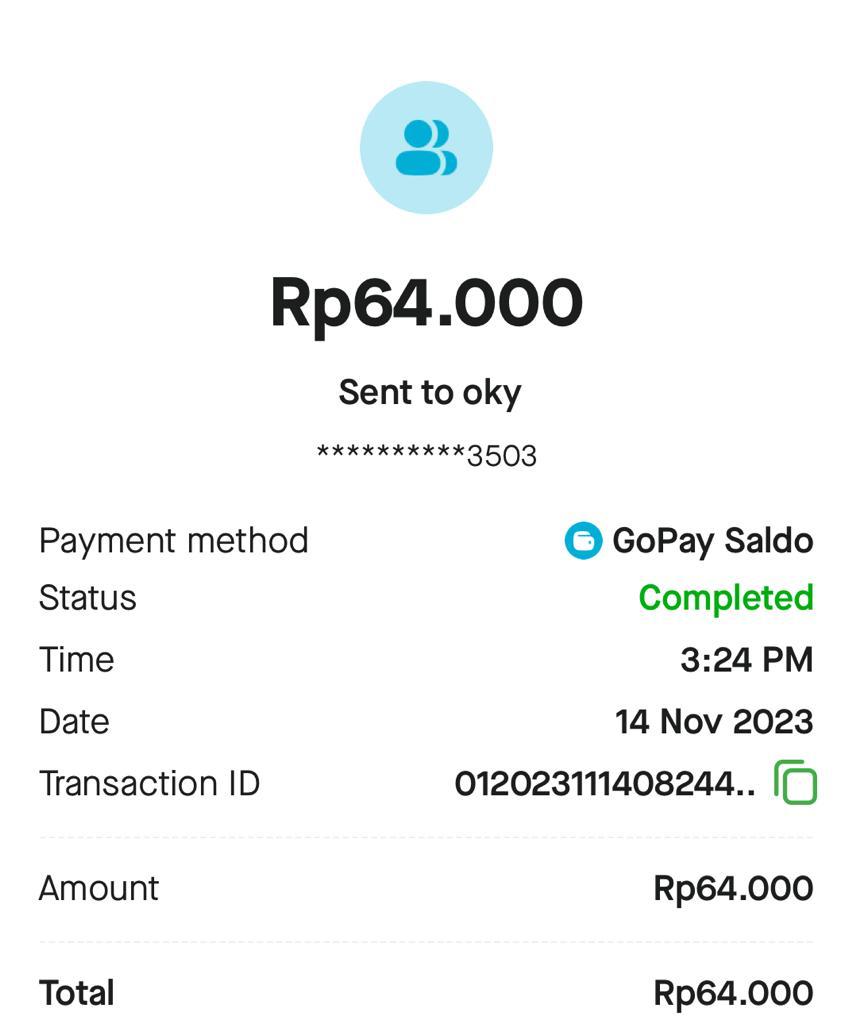 Rp64.000
Sent to oky
**********3503
Payment method GoPay Saldo
Status Completed
Time 3:24 PM
Date 14 Nov 2023
Transaction ID 012023111408244..
Amount Rp64.000
Total Rp64.000